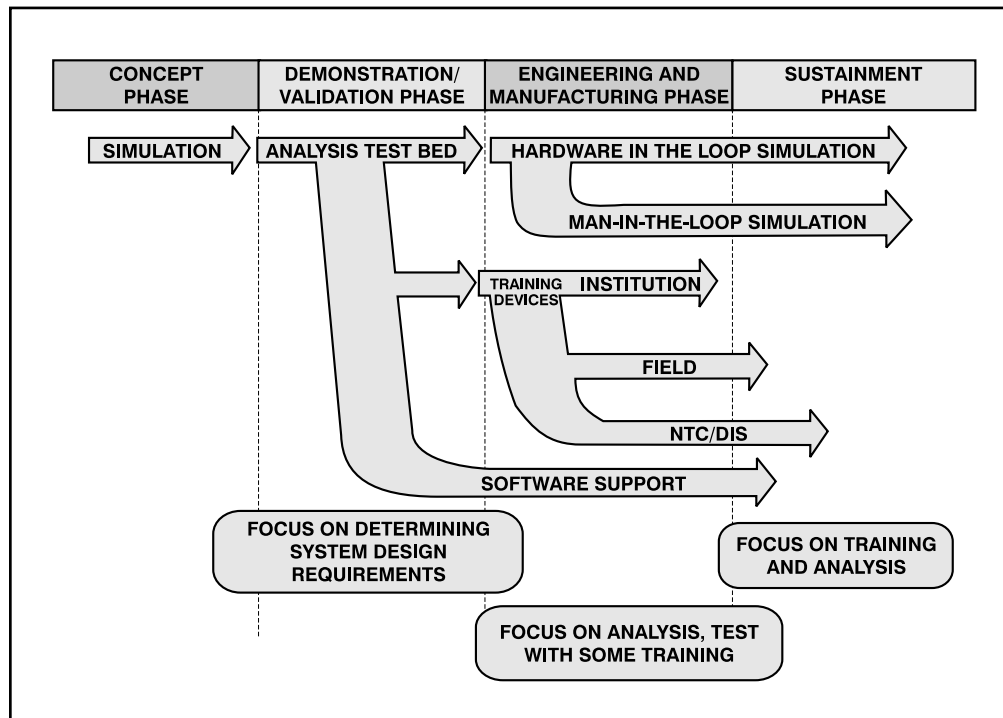 CONCEPT
PHASE
DEMONSTRATION/
VALIDATION PHASE
ENGINEERING AND
MANUFACTURING PHASE
SUSTAINMENT
PHASE
SIMULATION
ANALYSIS TEST BED
HARDWARE IN THE LOOP SIMULATION
MAN-IN-THE-LOOP SIMULATION
TRAINING
DEVICES
INSTITUTION
FIELD
NTC/DIS
SOFTWARE SUPPORT
FOCUS ON DETERMINING
SYSTEM DESIGN
REQUIREMENTS
FOCUS ON TRAINING
AND ANALYSIS
FOCUS ON ANALYSIS, TEST
WITH SOME TRAINING